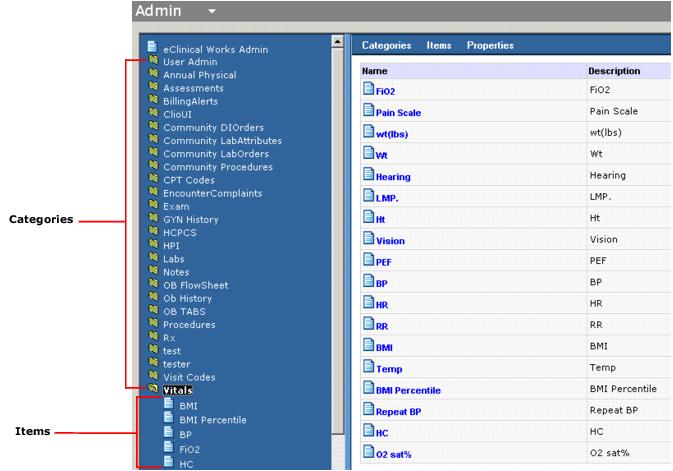 Admin
eClinical Works Admin
User Admin
Annual Physical
Assessments
BillingAlerts
ClioUI
Community DIOrders
Community LabAttributes
Community LabOrders
Community Procedures
CPT Codes
EncounterComplaints
Exam
GYN History
HCPCS
HPI
Labs
Notes
OB FlowSheet
Ob History
OB TABS
Procedures
Rx
test
tester
Visit Codes
Vitals
BMI
BMI Percentile
BP
FiO2
HC
Categories
Items
Categories Items Properties
Name Description
FiO2 FiO2
Pain Scale Pain Scale
wt(lbs) wt(lbs)
Wt Wt
Hearing Hearing
LMP. LMP.
Ht Ht
Vision Vision
PEF PEF
BP BP
HR HR
RR RR
BMI BMI
Temp Temp
BMI Percentile BMI Percentile
Repeat BP Repeat BP
HC HC
O2 sat% O2 sat%